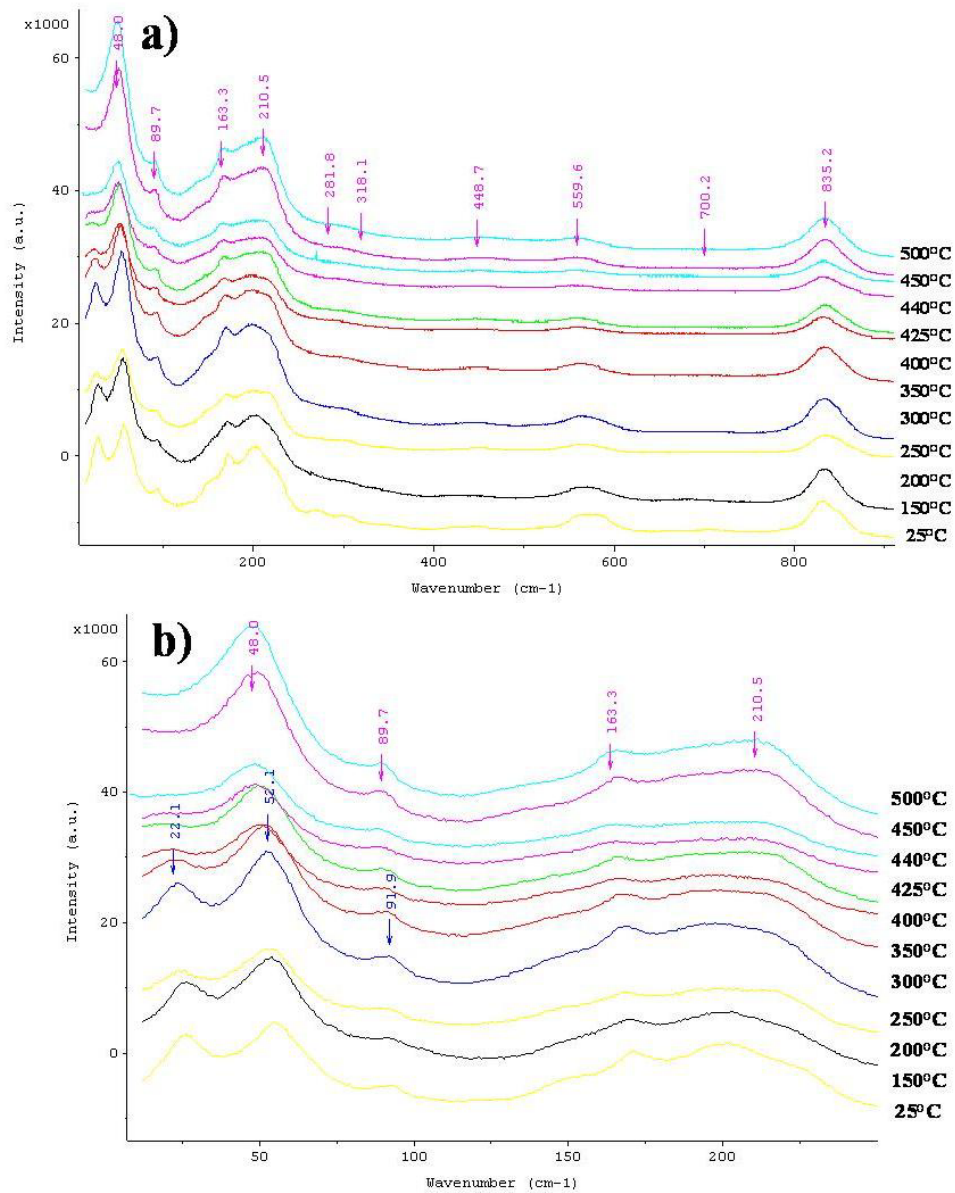 x1000
a)
48.0
89.7
163.3
210.5
281.8
318.1
448.7
559.6
700.2
835.2
60
40
20
0
Intensity (a.u.)
500°C
450°C
440°C
425°C
400°C
350°C
300°C
250°C
200°C
150°C
25°C
200 400 600 800
Wavenumber (cm-1)
x1000
b)
48.0
89.7
163.3
210.5
22.1
52.1
91.9
60
40
20
0
Intensity (a.u.)
500°C
450°C
440°C
425°C
400°C
350°C
300°C
250°C
200°C
150°C
25°C
50 100 150 200
Wavenumber (cm-1)